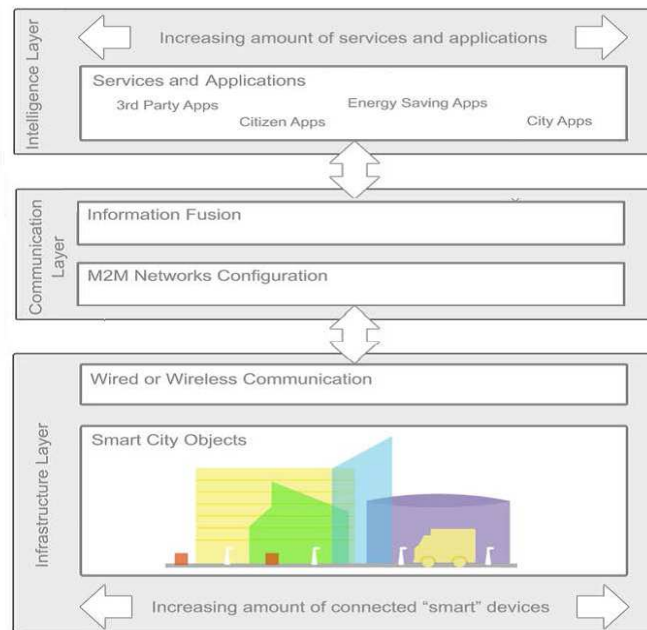 Intelligence Layer
Increasing amount of services and applications
Services and Applications
3rd Party Apps
Energy Saving Apps
Citizen Apps
City Apps
Communication
Layer
Information Fusion
M2M Networks Configuration
Infrastructure Layer
Wired or Wireless Communication
Smart City Objects
Increasing amount of connected “smart” devices